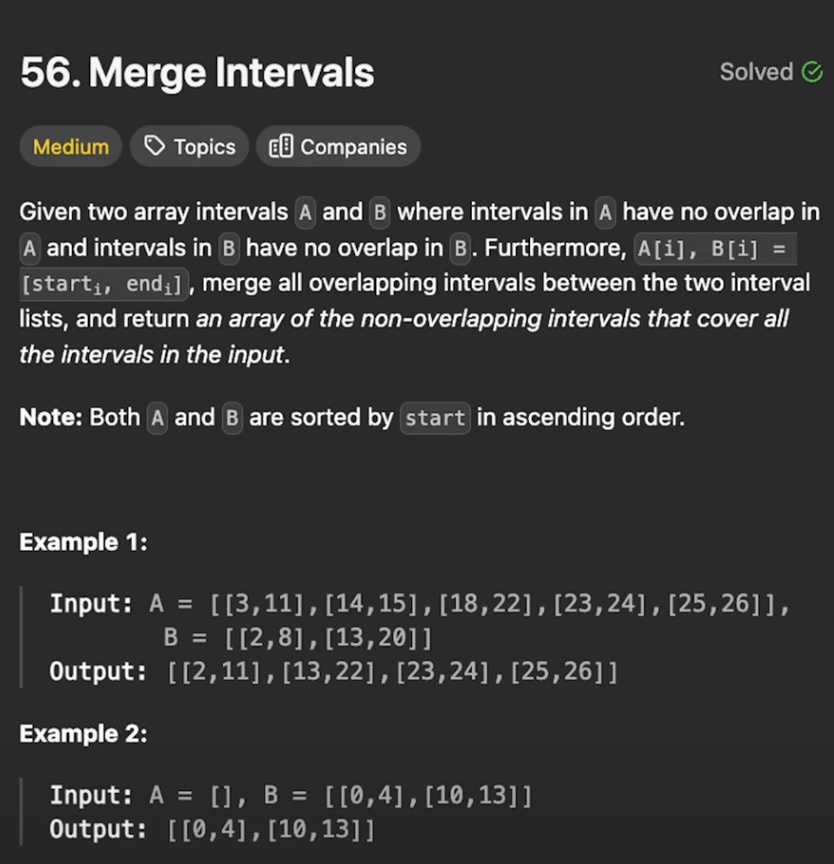 56. Merge Intervals
Solved
Medium
Topics
Companies
Given two array intervals A and B where intervals in A have no overlap in
A and intervals in B have no overlap in B. Furthermore, A[i], B[i] =
[startᵢ, endᵢ], merge all overlapping intervals between the two interval
lists, and return an array of the non-overlapping intervals that cover all
the intervals in the input.
Note: Both A and B are sorted by start in ascending order.
Example 1:
Input: A = [[3,11],[14,15],[18,22],[23,24],[25,26]],
B = [[2,8],[13,20]]
Output: [[2,11],[13,22],[23,24],[25,26]]
Example 2:
Input: A = [], B = [[0,4],[10,13]]
Output: [[0,4],[10,13]]